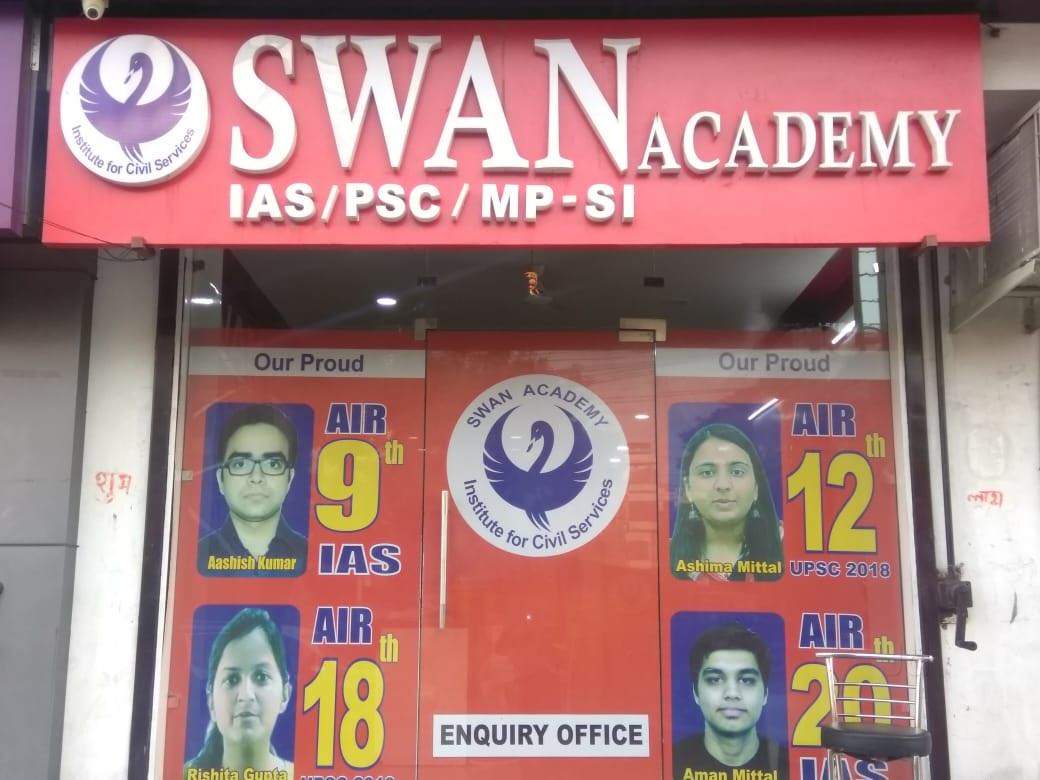 SWAN ACADEMY
Institute for Civil Services
IAS/PSC/MP-SI
Our Proud
AIR
9th
IAS
Aashish Kumar
AIR
18th
Rishita Gupta
SWAN ACADEMY
Institute for Civil Services
ENQUIRY OFFICE
Our Proud
AIR
12th
Ashima Mittal
UPSC 2018
AIR
20th
IAS
Aman Mittal
शुभ
लाभ